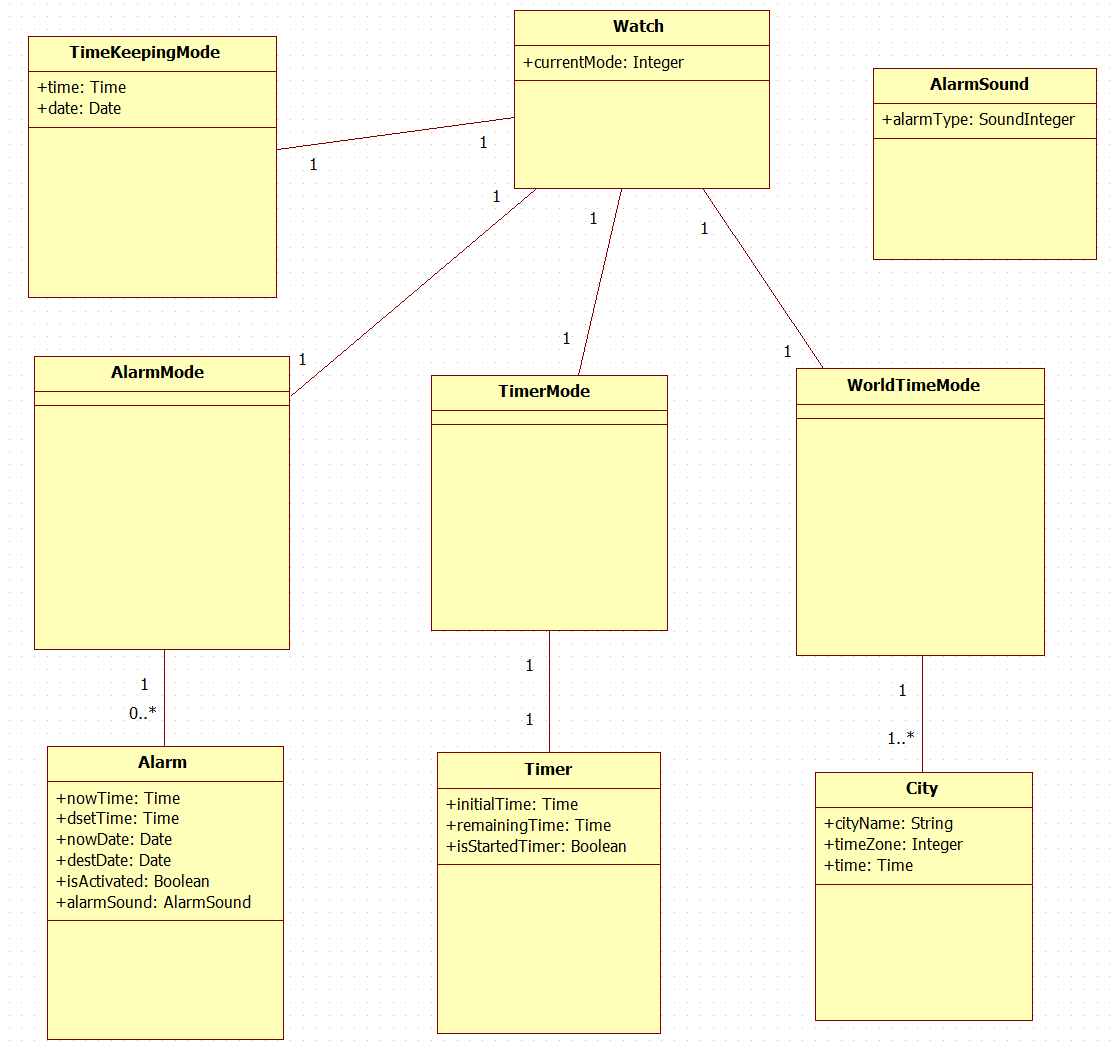 Watch
+currentMode: Integer
TimeKeepingMode
+time: Time
+date: Date
AlarmSound
+alarmType: SoundInteger
1
1
1
1
1
1
1
1
AlarmMode
TimerMode
WorldTimeMode
1
0..*
1
1
1
1..*
Alarm
+nowTime: Time
+dsetTime: Time
+nowDate: Date
+destDate: Date
+isActivated: Boolean
+alarmSound: AlarmSound
Timer
+initialTime: Time
+remainingTime: Time
+isStartedTimer: Boolean
City
+cityName: String
+timeZone: Integer
+time: Time